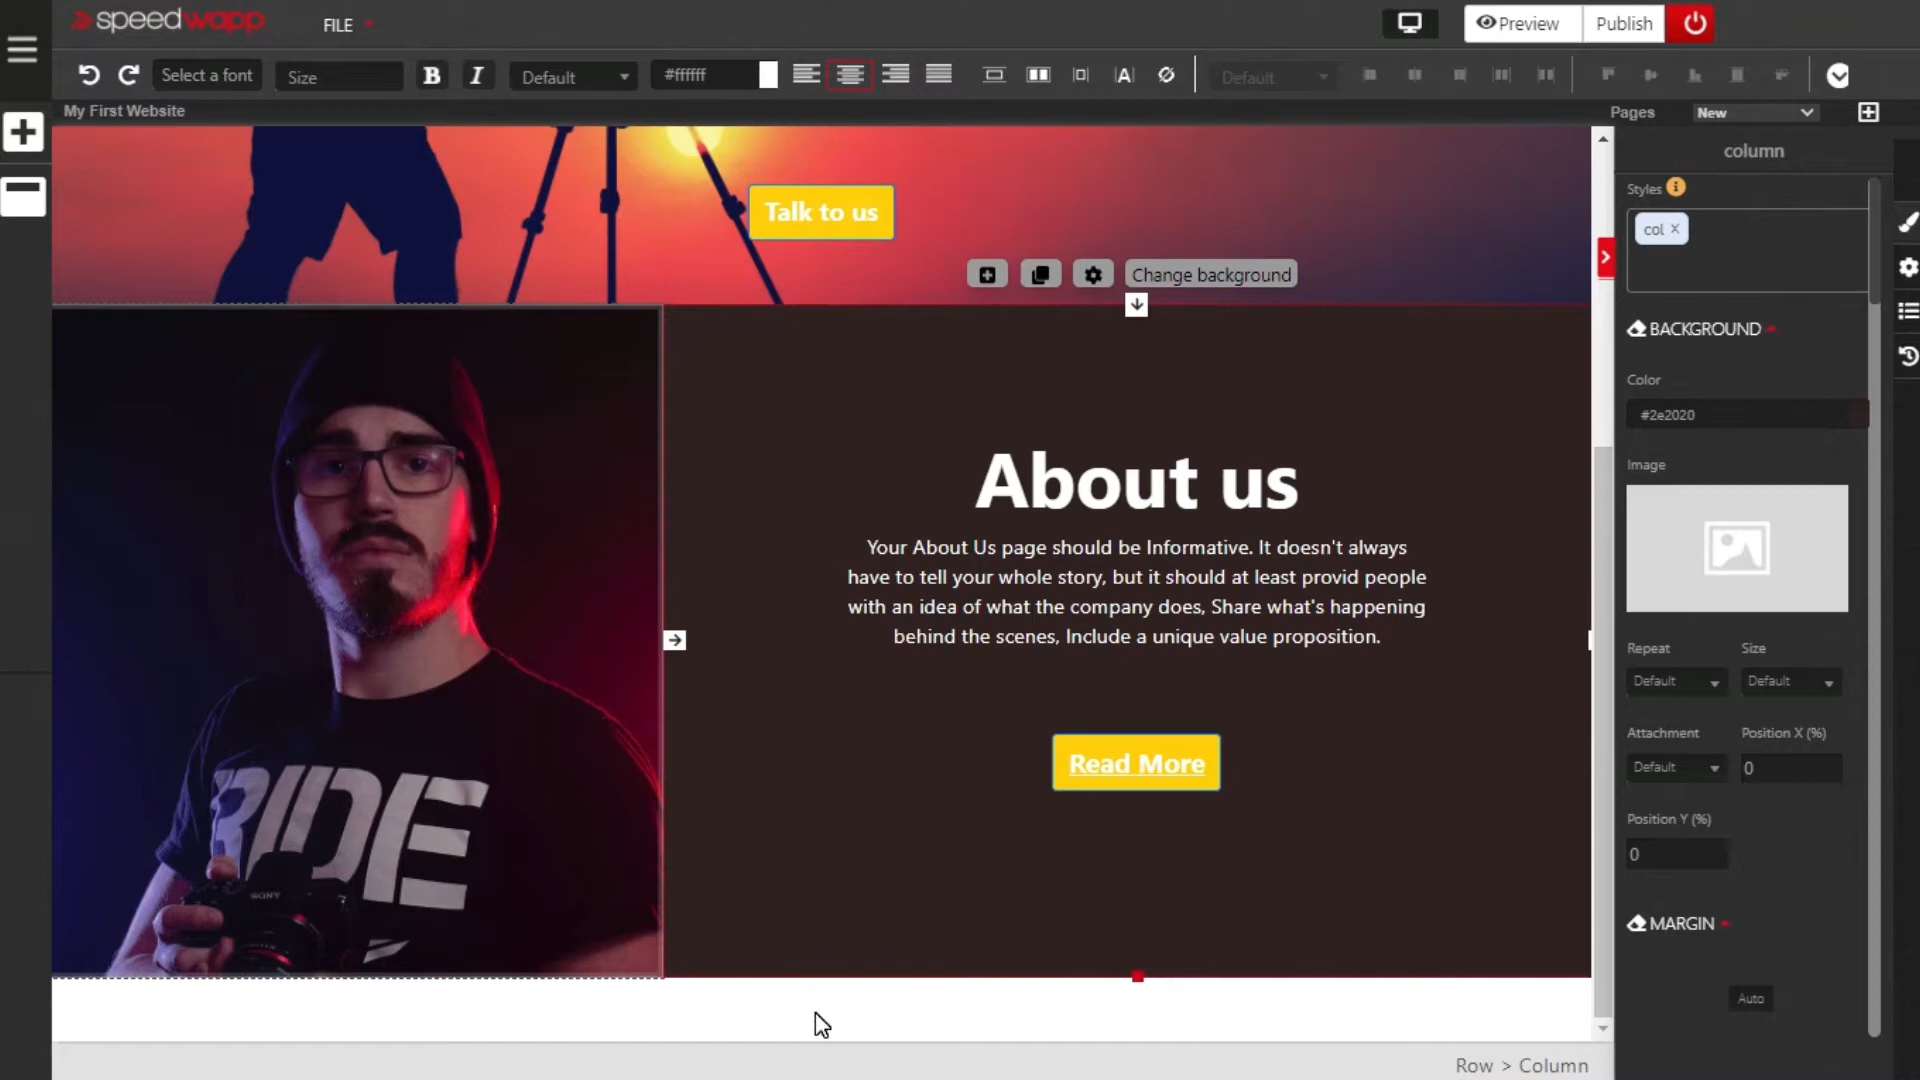 speedwapp
FILE
Preview
Publish
Select a font
Size
B
I
Default
#ffffff
A
Default
My First Website
Pages
New
column
Talk to us
Styles
col X
Change background
BACKGROUND
Color
#2e2020
About us
Image
Your About Us page should be Informative. It doesn't always
have to tell your whole story, but it should at least provid people
with an idea of what the company does, Share what's happening
behind the scenes, Include a unique value proposition.
Repeat
Size
Default
Default
Attachment
Position X (%)
Default
0
Read More
Position Y (%)
0
RIDE
SONY
MARGIN
Auto
Row > Column